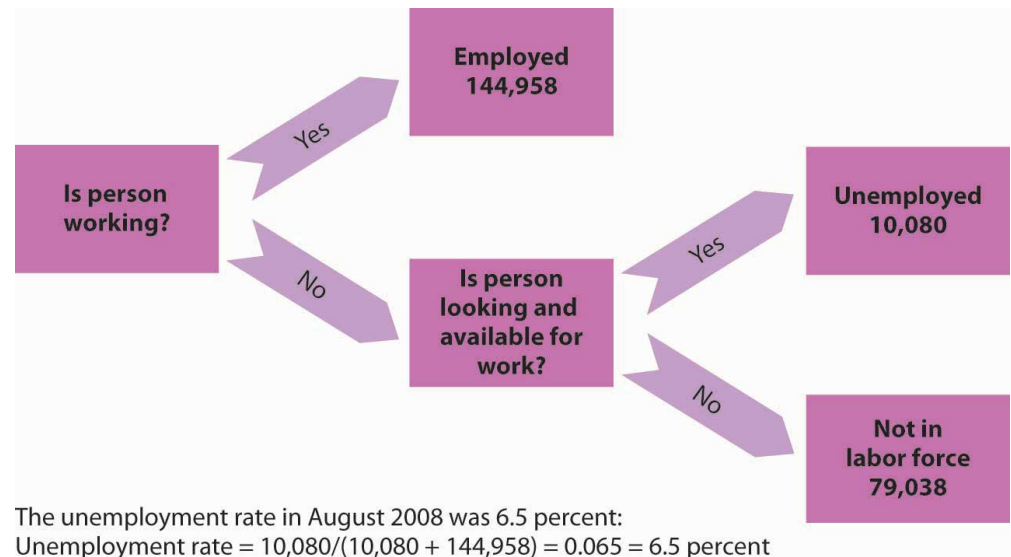 Employed
144,958
Yes
Is person
working?
No
Unemployed
10,080
Yes
Is person
looking and
available for
work?
No
Not in
labor force
79,038
The unemployment rate in August 2008 was 6.5 percent:
Unemployment rate = 10,080/(10,080 + 144,958) = 0.065 = 6.5 percent